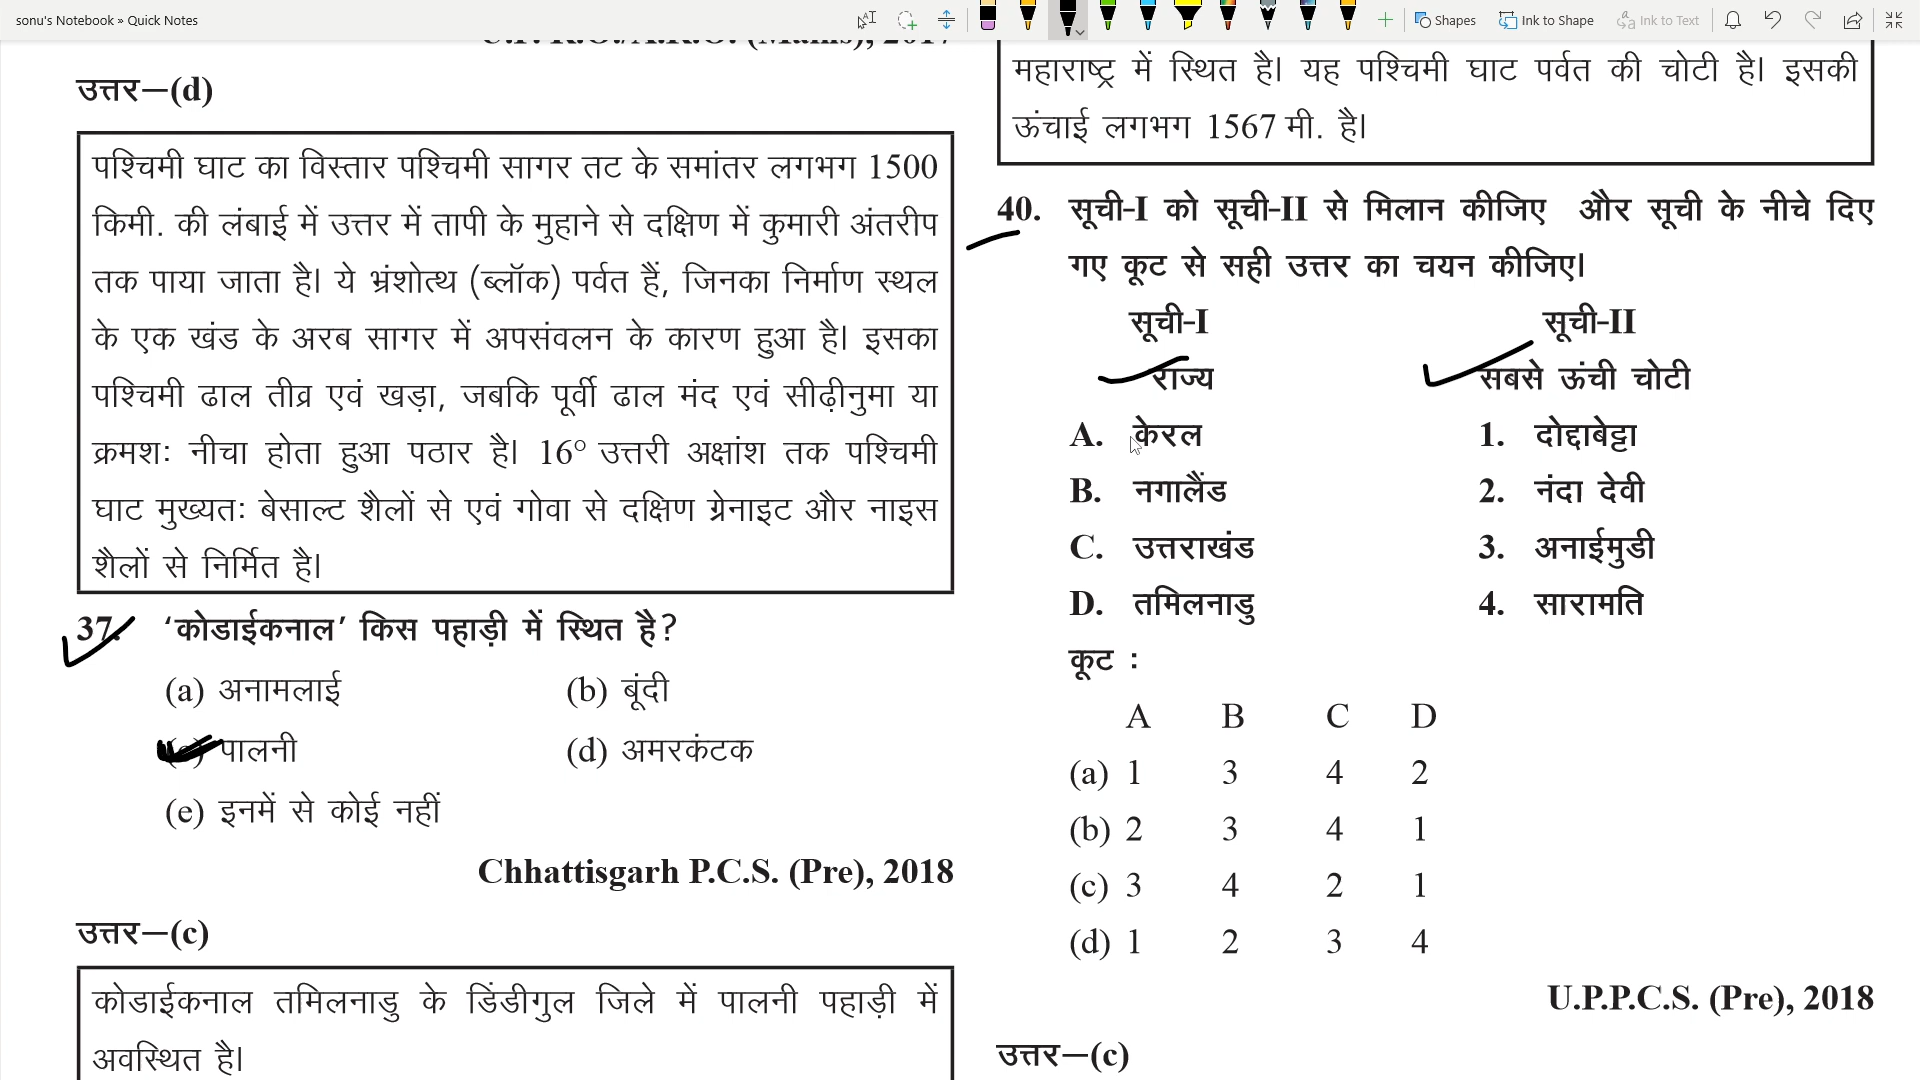 sonu's Notebook » Quick Notes
Shapes
Ink to Shape
Ink to Text
उत्तर—(d)
पश्चिमी घाट का विस्तार पश्चिमी सागर तट के समांतर लगभग 1500
किमी. की लंबाई में उत्तर में तापी के मुहाने से दक्षिण में कुमारी अंतरीप
तक पाया जाता है। ये भ्रंशोत्थ (ब्लॉक) पर्वत हैं, जिनका निर्माण स्थल
के एक खंड के अरब सागर में अपसंवलन के कारण हुआ है। इसका
पश्चिमी ढाल तीव्र एवं खड़ा, जबकि पूर्वी ढाल मंद एवं सीढ़ीनुमा या
क्रमशः नीचा होता हुआ पठार है। 16° उत्तरी अक्षांश तक पश्चिमी
घाट मुख्यतः बेसाल्ट शैलों से एवं गोवा से दक्षिण ग्रेनाइट और नाइस
शैलों से निर्मित है।
37. 'कोडाईकनाल' किस पहाड़ी में स्थित है?
(a) अनामलाई (b) बूंदी
(c) पालनी (d) अमरकंटक
(e) इनमें से कोई नहीं
Chhattisgarh P.C.S. (Pre), 2018
उत्तर—(c)
कोडाईकनाल तमिलनाडु के डिंडीगुल जिले में पालनी पहाड़ी में
अवस्थित है।
महाराष्ट्र में स्थित है। यह पश्चिमी घाट पर्वत की चोटी है। इसकी
ऊंचाई लगभग 1567 मी. है।
40. सूची-I को सूची-II से मिलान कीजिए और सूची के नीचे दिए
गए कूट से सही उत्तर का चयन कीजिए।
सूची-I सूची-II
राज्य सबसे ऊंची चोटी
A. केरल 1. दोद्दाबेट्टा
B. नगालैंड 2. नंदा देवी
C. उत्तराखंड 3. अनाईमुडी
D. तमिलनाडु 4. सारामति
कूट :
A B C D
(a) 1 3 4 2
(b) 2 3 4 1
(c) 3 4 2 1
(d) 1 2 3 4
U.P.P.C.S. (Pre), 2018
उत्तर—(c)